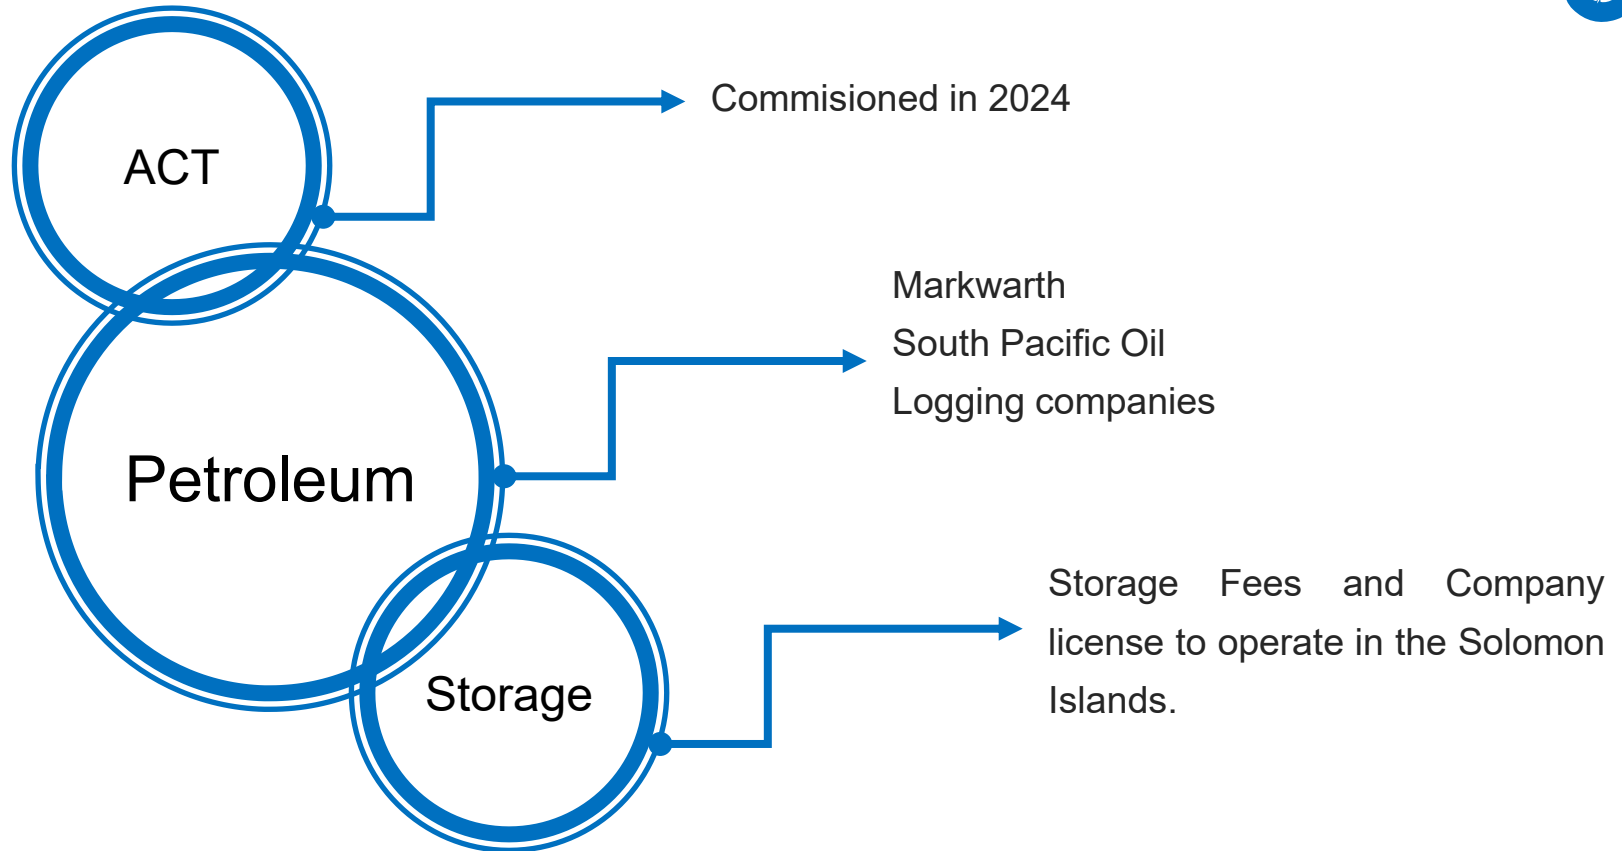 ACT
Commisioned in 2024
Petroleum
Markwarth
South Pacific Oil
Logging companies
Storage
Storage Fees and Company
license to operate in the Solomon
Islands.